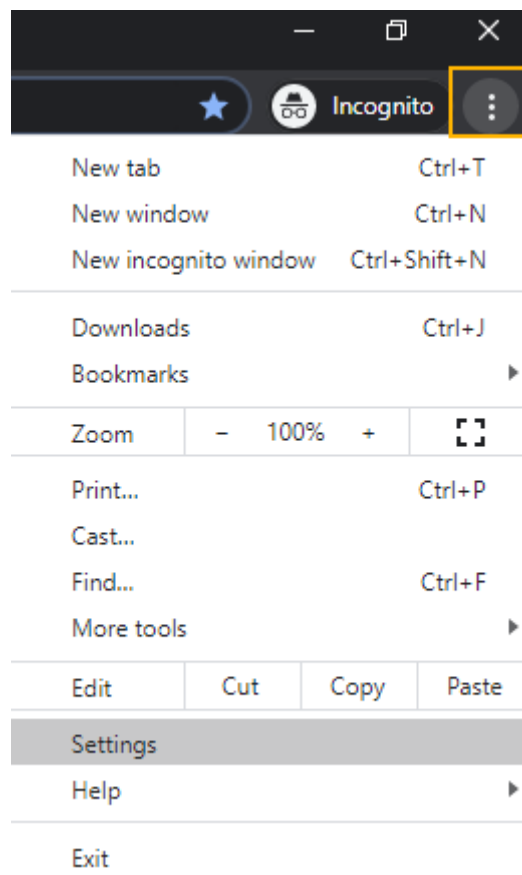 Incognito
New tab Ctrl+T
New window Ctrl+N
New incognito window Ctrl+Shift+N
Downloads Ctrl+J
Bookmarks
Zoom - 100% +
Print... Ctrl+P
Cast...
Find... Ctrl+F
More tools
Edit Cut Copy Paste
Settings
Help
Exit